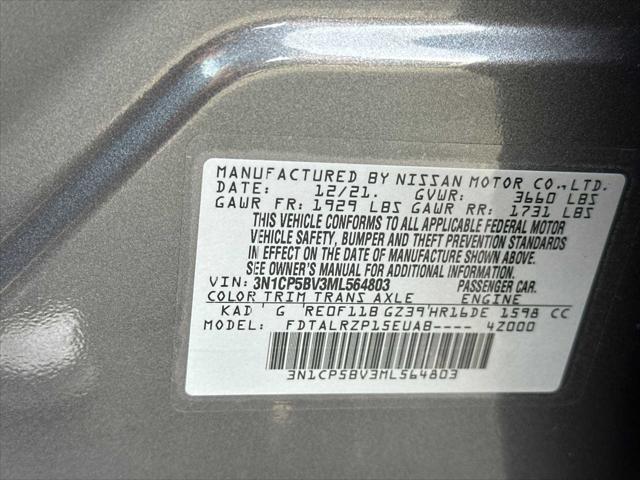 MANUFACTURED BY NISSAN MOTOR CO.,LTD.
DATE: 12/21. GVWR: 3660 LBS
GAWR FR: 1929 LBS GAWR RR: 1731 LBS
THIS VEHICLE CONFORMS TO ALL APPLICABLE FEDERAL MOTOR
VEHICLE SAFETY, BUMPER AND THEFT PREVENTION STANDARDS
IN EFFECT ON THE DATE OF MANUFACTURE SHOWN ABOVE.
SEE OWNER'S MANUAL FOR ADDITIONAL INFORMATION.
VIN: 3N1CP5BV3ML564803 PASSENGER CAR.
COLOR TRIM TRANS AXLE ENGINE
KAD G RE0F11B GZ39 HR16DE 1598 CC
MODEL: FDTALRZP15EUAB---- 42000
3N1CP5BV3ML564803